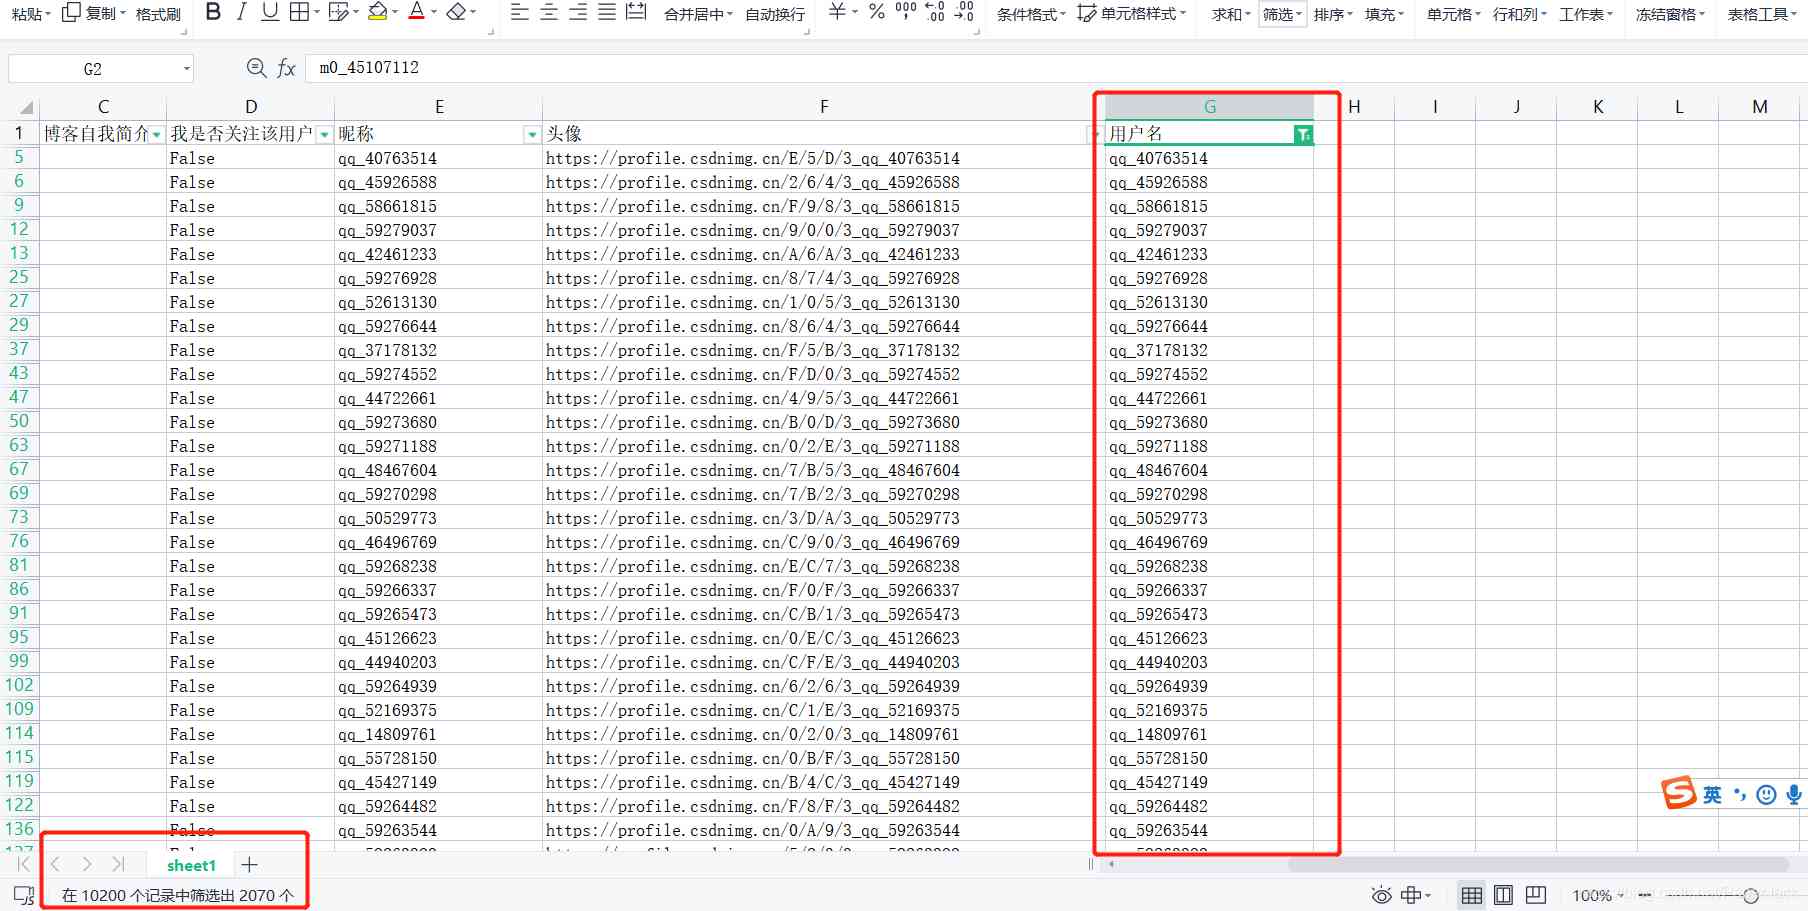 粘贴 复制 格式刷 B I U A 合并居中 自动换行 ￥ % 000 条件格式 单元格样式 求和 筛选 排序 填充 单元格 行和列 工作表 冻结窗格 表格工具
G2 fx m0_45107112
C D E F G H I J K L M
1 博客自我简介 我是否关注该用户 昵称 头像 用户名
5 False qq_40763514 https://profile.csdnimg.cn/E/5/D/3_qq_40763514 qq_40763514
6 False qq_45926588 https://profile.csdnimg.cn/2/6/4/3_qq_45926588 qq_45926588
9 False qq_58661815 https://profile.csdnimg.cn/F/9/8/3_qq_58661815 qq_58661815
12 False qq_59279037 https://profile.csdnimg.cn/9/0/0/3_qq_59279037 qq_59279037
13 False qq_42461233 https://profile.csdnimg.cn/A/6/A/3_qq_42461233 qq_42461233
25 False qq_59276928 https://profile.csdnimg.cn/8/7/4/3_qq_59276928 qq_59276928
27 False qq_52613130 https://profile.csdnimg.cn/1/0/5/3_qq_52613130 qq_52613130
29 False qq_59276644 https://profile.csdnimg.cn/8/6/4/3_qq_59276644 qq_59276644
37 False qq_37178132 https://profile.csdnimg.cn/F/5/B/3_qq_37178132 qq_37178132
43 False qq_59274552 https://profile.csdnimg.cn/F/D/0/3_qq_59274552 qq_59274552
47 False qq_44722661 https://profile.csdnimg.cn/4/9/5/3_qq_44722661 qq_44722661
50 False qq_59273680 https://profile.csdnimg.cn/B/0/D/3_qq_59273680 qq_59273680
63 False qq_59271188 https://profile.csdnimg.cn/0/2/E/3_qq_59271188 qq_59271188
67 False qq_48467604 https://profile.csdnimg.cn/7/B/5/3_qq_48467604 qq_48467604
69 False qq_59270298 https://profile.csdnimg.cn/7/B/2/3_qq_59270298 qq_59270298
73 False qq_50529773 https://profile.csdnimg.cn/3/D/A/3_qq_50529773 qq_50529773
76 False qq_46496769 https://profile.csdnimg.cn/C/9/0/3_qq_46496769 qq_46496769
81 False qq_59268238 https://profile.csdnimg.cn/E/C/7/3_qq_59268238 qq_59268238
86 False qq_59266337 https://profile.csdnimg.cn/F/0/F/3_qq_59266337 qq_59266337
91 False qq_59265473 https://profile.csdnimg.cn/C/B/1/3_qq_59265473 qq_59265473
95 False qq_45126623 https://profile.csdnimg.cn/0/E/C/3_qq_45126623 qq_45126623
99 False qq_44940203 https://profile.csdnimg.cn/C/F/E/3_qq_44940203 qq_44940203
102 False qq_59264939 https://profile.csdnimg.cn/6/2/6/3_qq_59264939 qq_59264939
109 False qq_52169375 https://profile.csdnimg.cn/C/1/E/3_qq_52169375 qq_52169375
114 False qq_14809761 https://profile.csdnimg.cn/0/2/0/3_qq_14809761 qq_14809761
115 False qq_55728150 https://profile.csdnimg.cn/0/B/F/3_qq_55728150 qq_55728150
119 False qq_45427149 https://profile.csdnimg.cn/B/4/C/3_qq_45427149 qq_45427149
122 False qq_59264482 https://profile.csdnimg.cn/F/8/F/3_qq_59264482 qq_59264482
136 False qq_59263544 https://profile.csdnimg.cn/0/A/9/3_qq_59263544 qq_59263544
S 英
sheet1
在 10200 个记录中筛选出 2070 个 100%